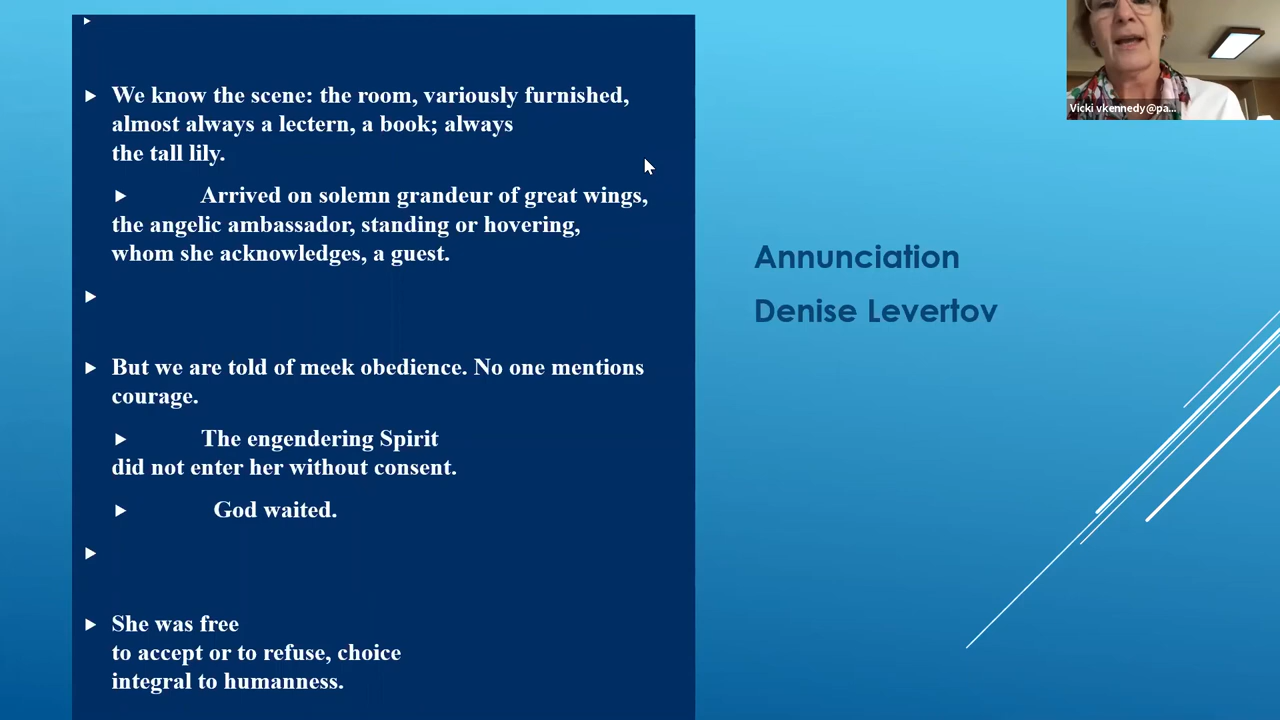 We know the scene: the room, variously furnished,
almost always a lectern, a book; always
the tall lily.
Arrived on solemn grandeur of great wings,
the angelic ambassador, standing or hovering,
whom she acknowledges, a guest.
But we are told of meek obedience. No one mentions
courage.
The engendering Spirit
did not enter her without consent.
God waited.
She was free
to accept or to refuse, choice
integral to humanness.
Annunciation
Denise Levertov
Vicki vkennedy@pa...